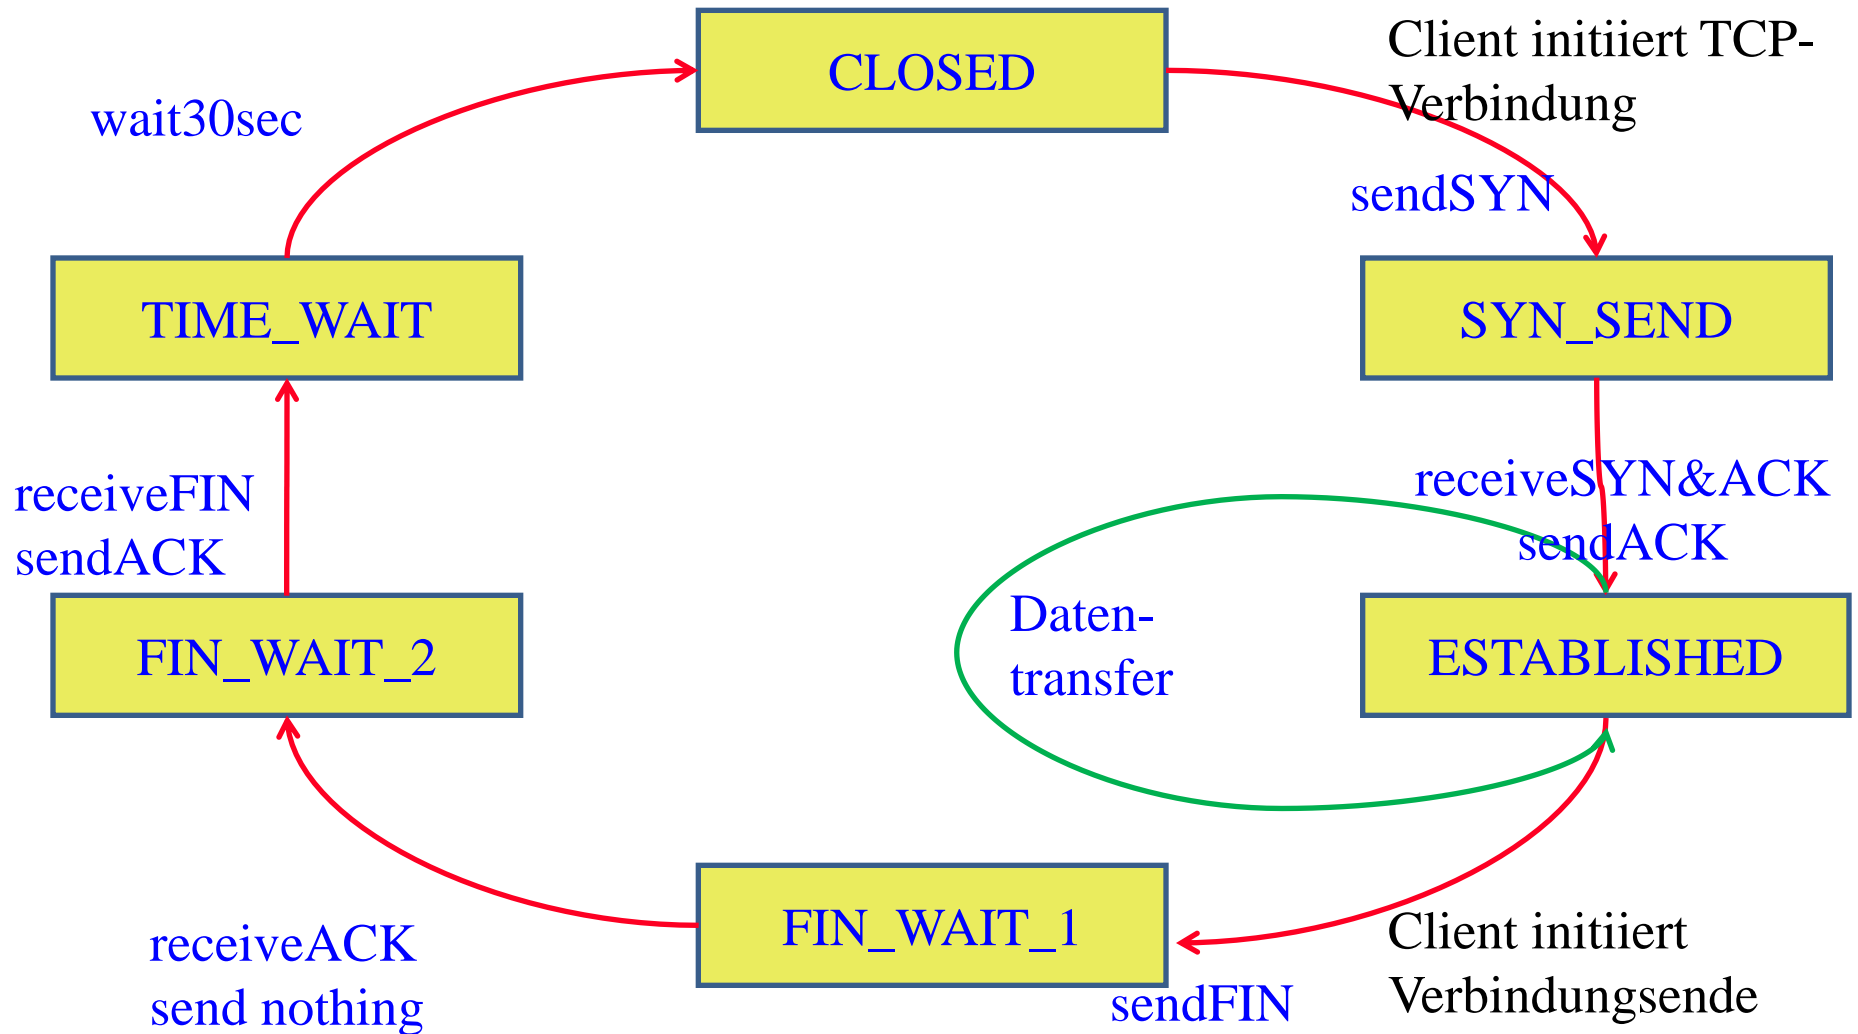 CLOSED
Client initiiert TCP-
Verbindung
wait30sec
sendSYN
TIME_WAIT
SYN_SEND
receiveFIN
sendACK
receiveSYN&ACK
sendACK
Daten-
transfer
FIN_WAIT_2
ESTABLISHED
FIN_WAIT_1
receiveACK
send nothing
sendFIN
Client initiiert
Verbindungsende